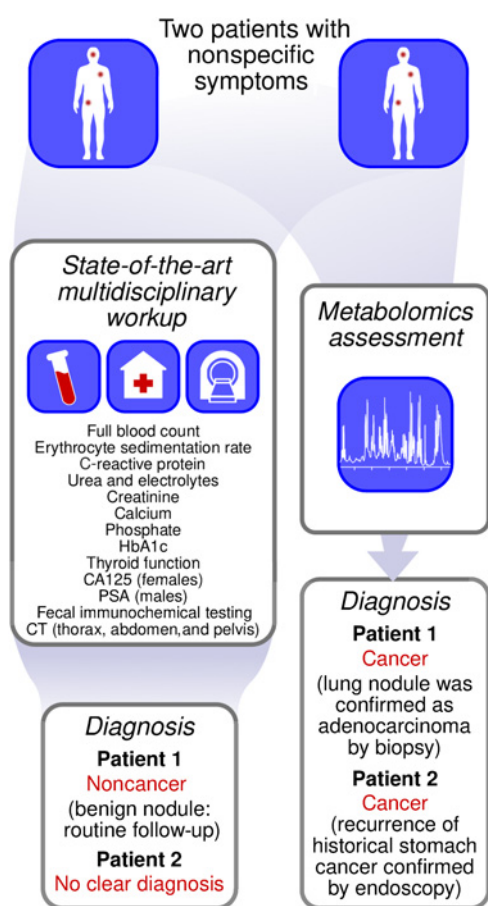 Two patients with
nonspecific
symptoms
State-of-the-art
multidisciplinary
workup
Full blood count
Erythrocyte sedimentation rate
C-reactive protein
Urea and electrolytes
Creatinine
Calcium
Phosphate
HbA1c
Thyroid function
CA125 (females)
PSA (males)
Fecal immunochemical testing
CT (thorax, abdomen,and pelvis)
Diagnosis
Patient 1
Noncancer
(benign nodule:
routine follow-up)
Patient 2
No clear diagnosis
Metabolomics
assessment
Diagnosis
Patient 1
Cancer
(lung nodule was
confirmed as
adenocarcinoma
by biopsy)
Patient 2
Cancer
(recurrence of
historical stomach
cancer confirmed
by endoscopy)